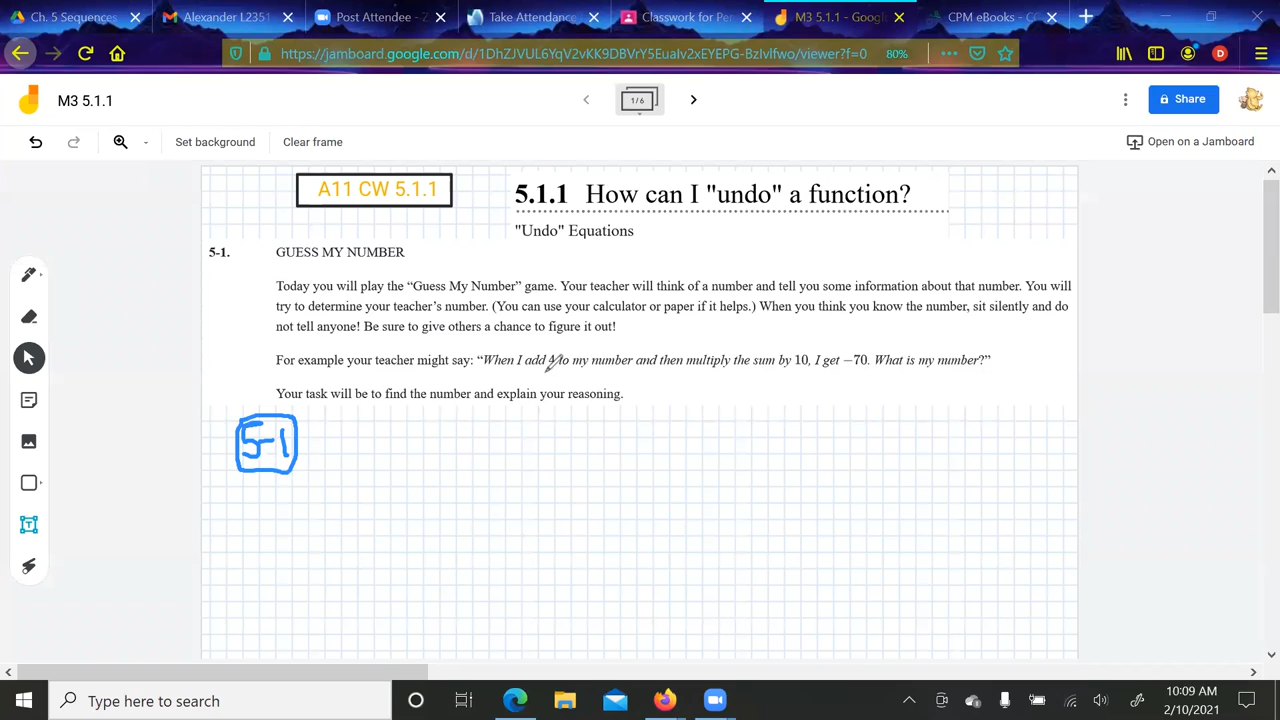 Ch. 5 Sequences
Alexander L2351
Post Attendee - Z
Take Attendance
Classwork for Per
M3 5.1.1 - Googl
CPM eBooks - CC
https://jamboard.google.com/d/1DhZJVUL6YqV2vKK9DBVrY5EuaIv2xEYEPG-BzIvlfwo/viewer?f=0
80%
D
M3 5.1.1
1/6
Share
Set background
Clear frame
Open on a Jamboard
A11 CW 5.1.1
5.1.1 How can I "undo" a function?
"Undo" Equations
5-1. GUESS MY NUMBER
Today you will play the “Guess My Number” game. Your teacher will think of a number and tell you some information about that number. You will
try to determine your teacher’s number. (You can use your calculator or paper if it helps.) When you think you know the number, sit silently and do
not tell anyone! Be sure to give others a chance to figure it out!
For example your teacher might say: “When I add 4 to my number and then multiply the sum by 10, I get −70. What is my number?”
Your task will be to find the number and explain your reasoning.
5-1
Type here to search
10:09 AM
2/10/2021